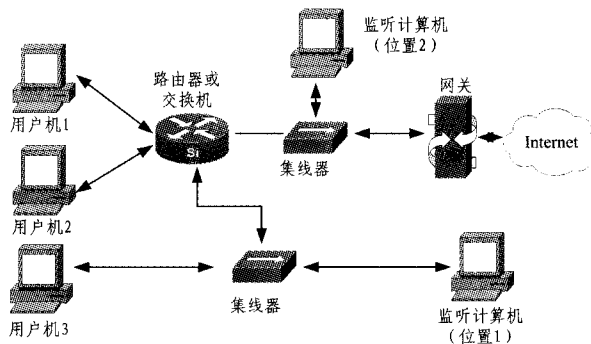 监听计算机
（位置2）
路由器或
交换机
网关
用户机1
Si
集线器
Internet
用户机2
集线器
用户机3
监听计算机
（位置1）